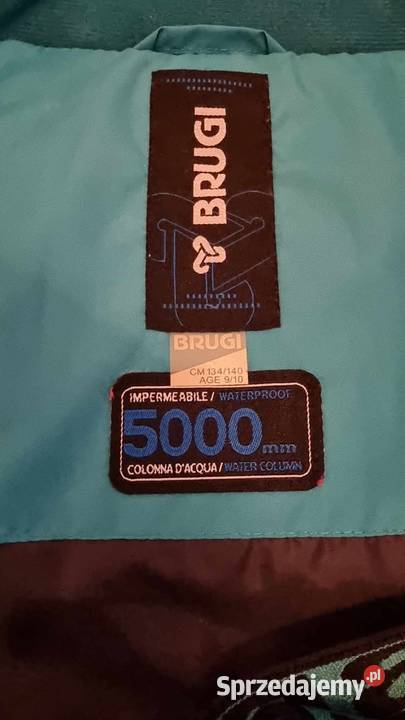 BRUGI
BRUGI
CM 134/140
AGE 9/10
IMPERMEABILE / WATERPROOF
5000mm
COLONNA D'ACQUA / WATER COLUMN
Sprzedajemy.pl